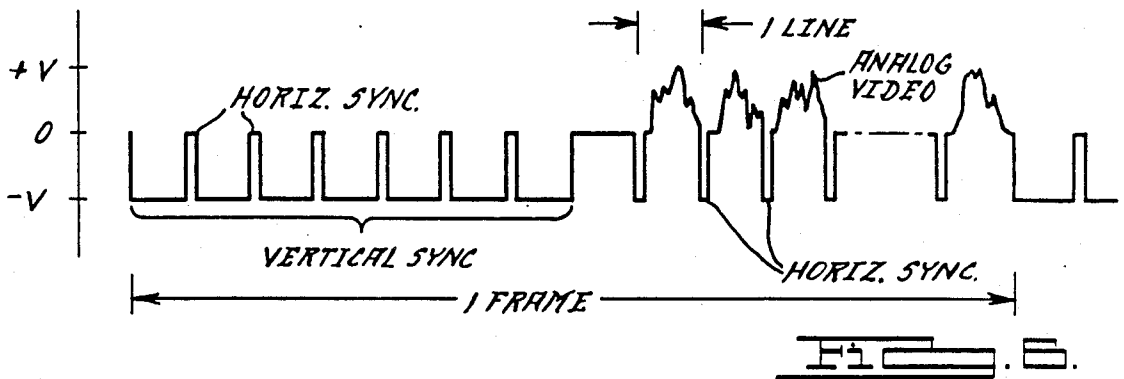 1 LINE
+V
ANALOG
VIDEO
HORIZ. SYNC.
0
-V
VERTICAL SYNC
HORIZ. SYNC.
1 FRAME